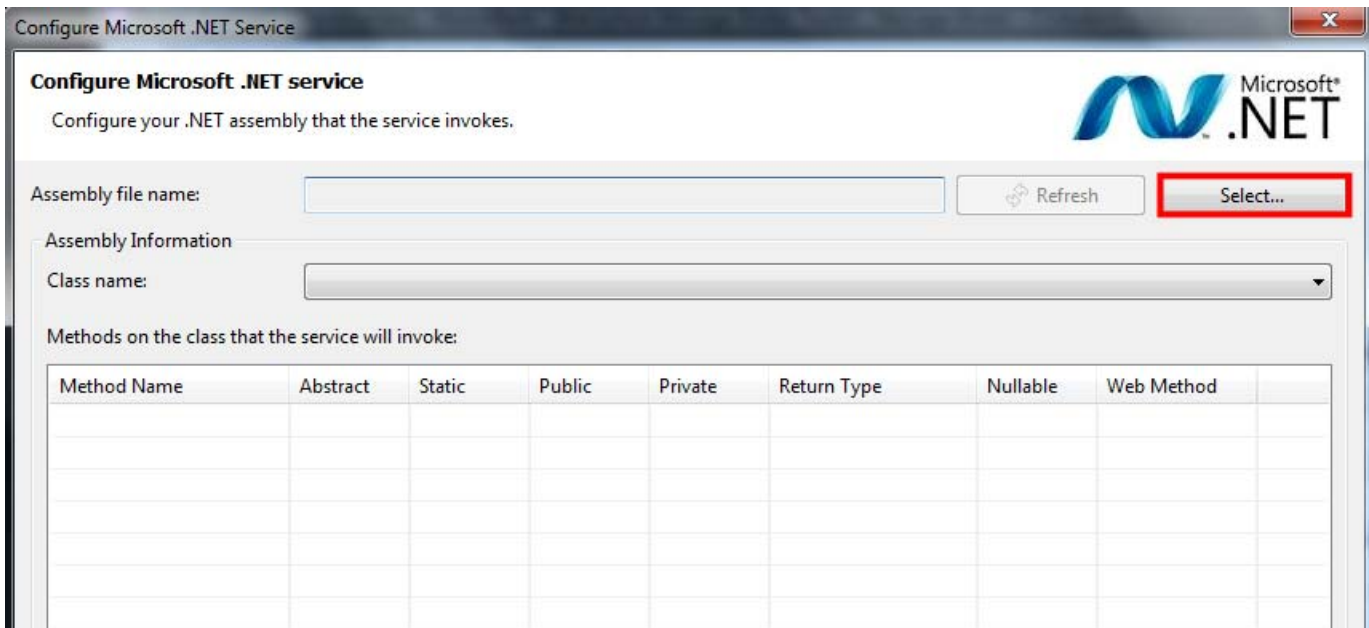 Configure Microsoft .NET Service
X
Configure Microsoft .NET service
Configure your .NET assembly that the service invokes.
Microsoft®
.NET
™
Assembly file name:
Refresh
Select...
Assembly Information
Class name:
Methods on the class that the service will invoke:
Method Name Abstract Static Public Private Return Type Nullable Web Method